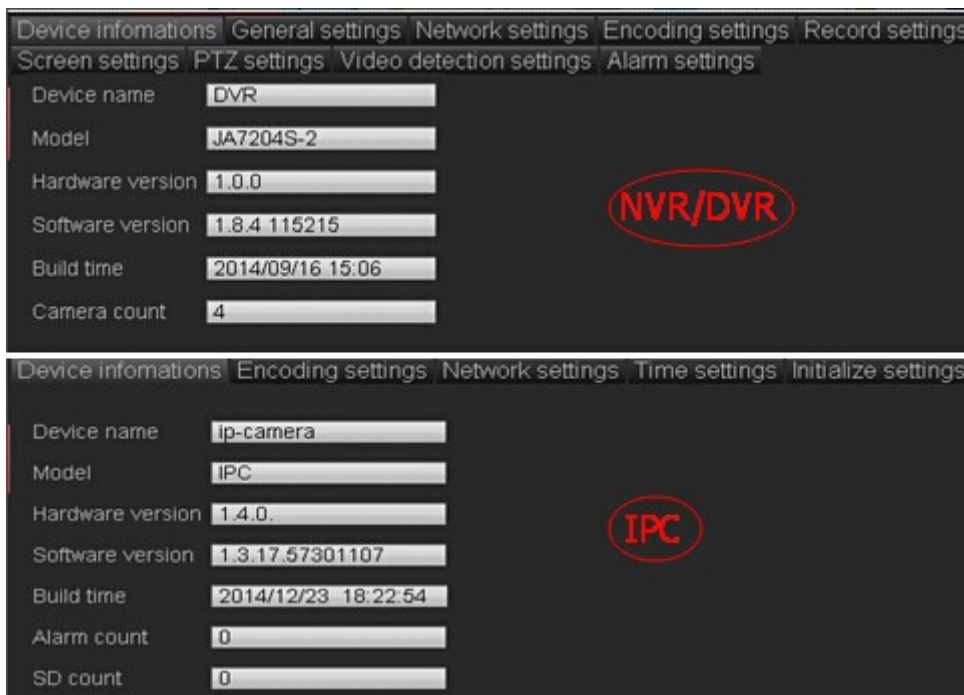 Device infomations General settings Network settings Encoding settings Record settings
Screen settings PTZ settings Video detection settings Alarm settings
Device name DVR
Model JA7204S-2
Hardware version 1.0.0
NVR/DVR
Software version 1.8.4 115215
Build time 2014/09/16 15:06
Camera count 4
Device infomations Encoding settings Network settings Time settings Initialize settings
Device name ip-camera
Model IPC
Hardware version 1.4.0.
IPC
Software version 1.3.17.57301107
Build time 2014/12/23 18:22:54
Alarm count 0
SD count 0